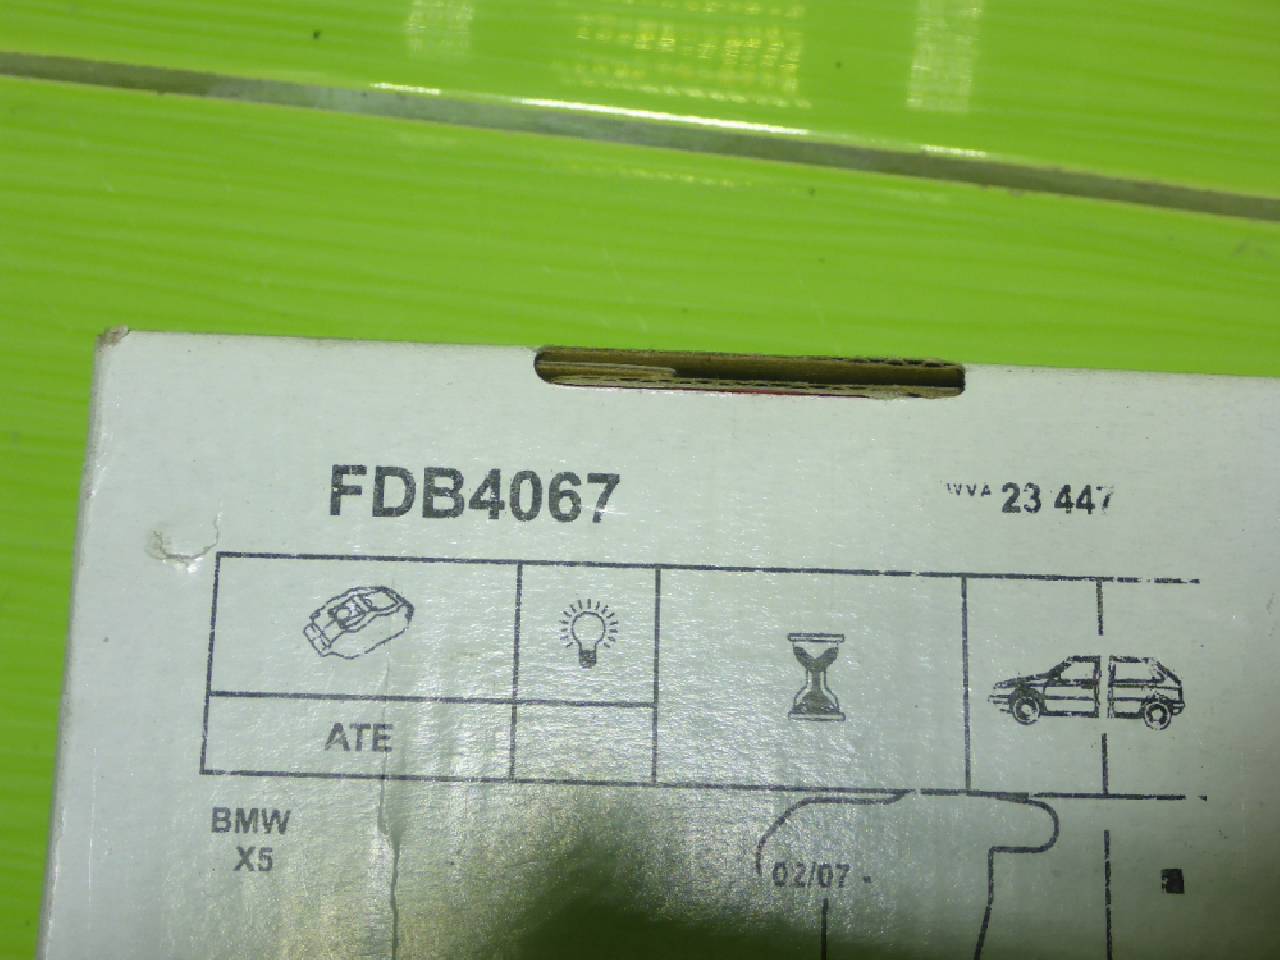 FDB4067
WVA 23 447
ATE
BMW
X5
02/07 -